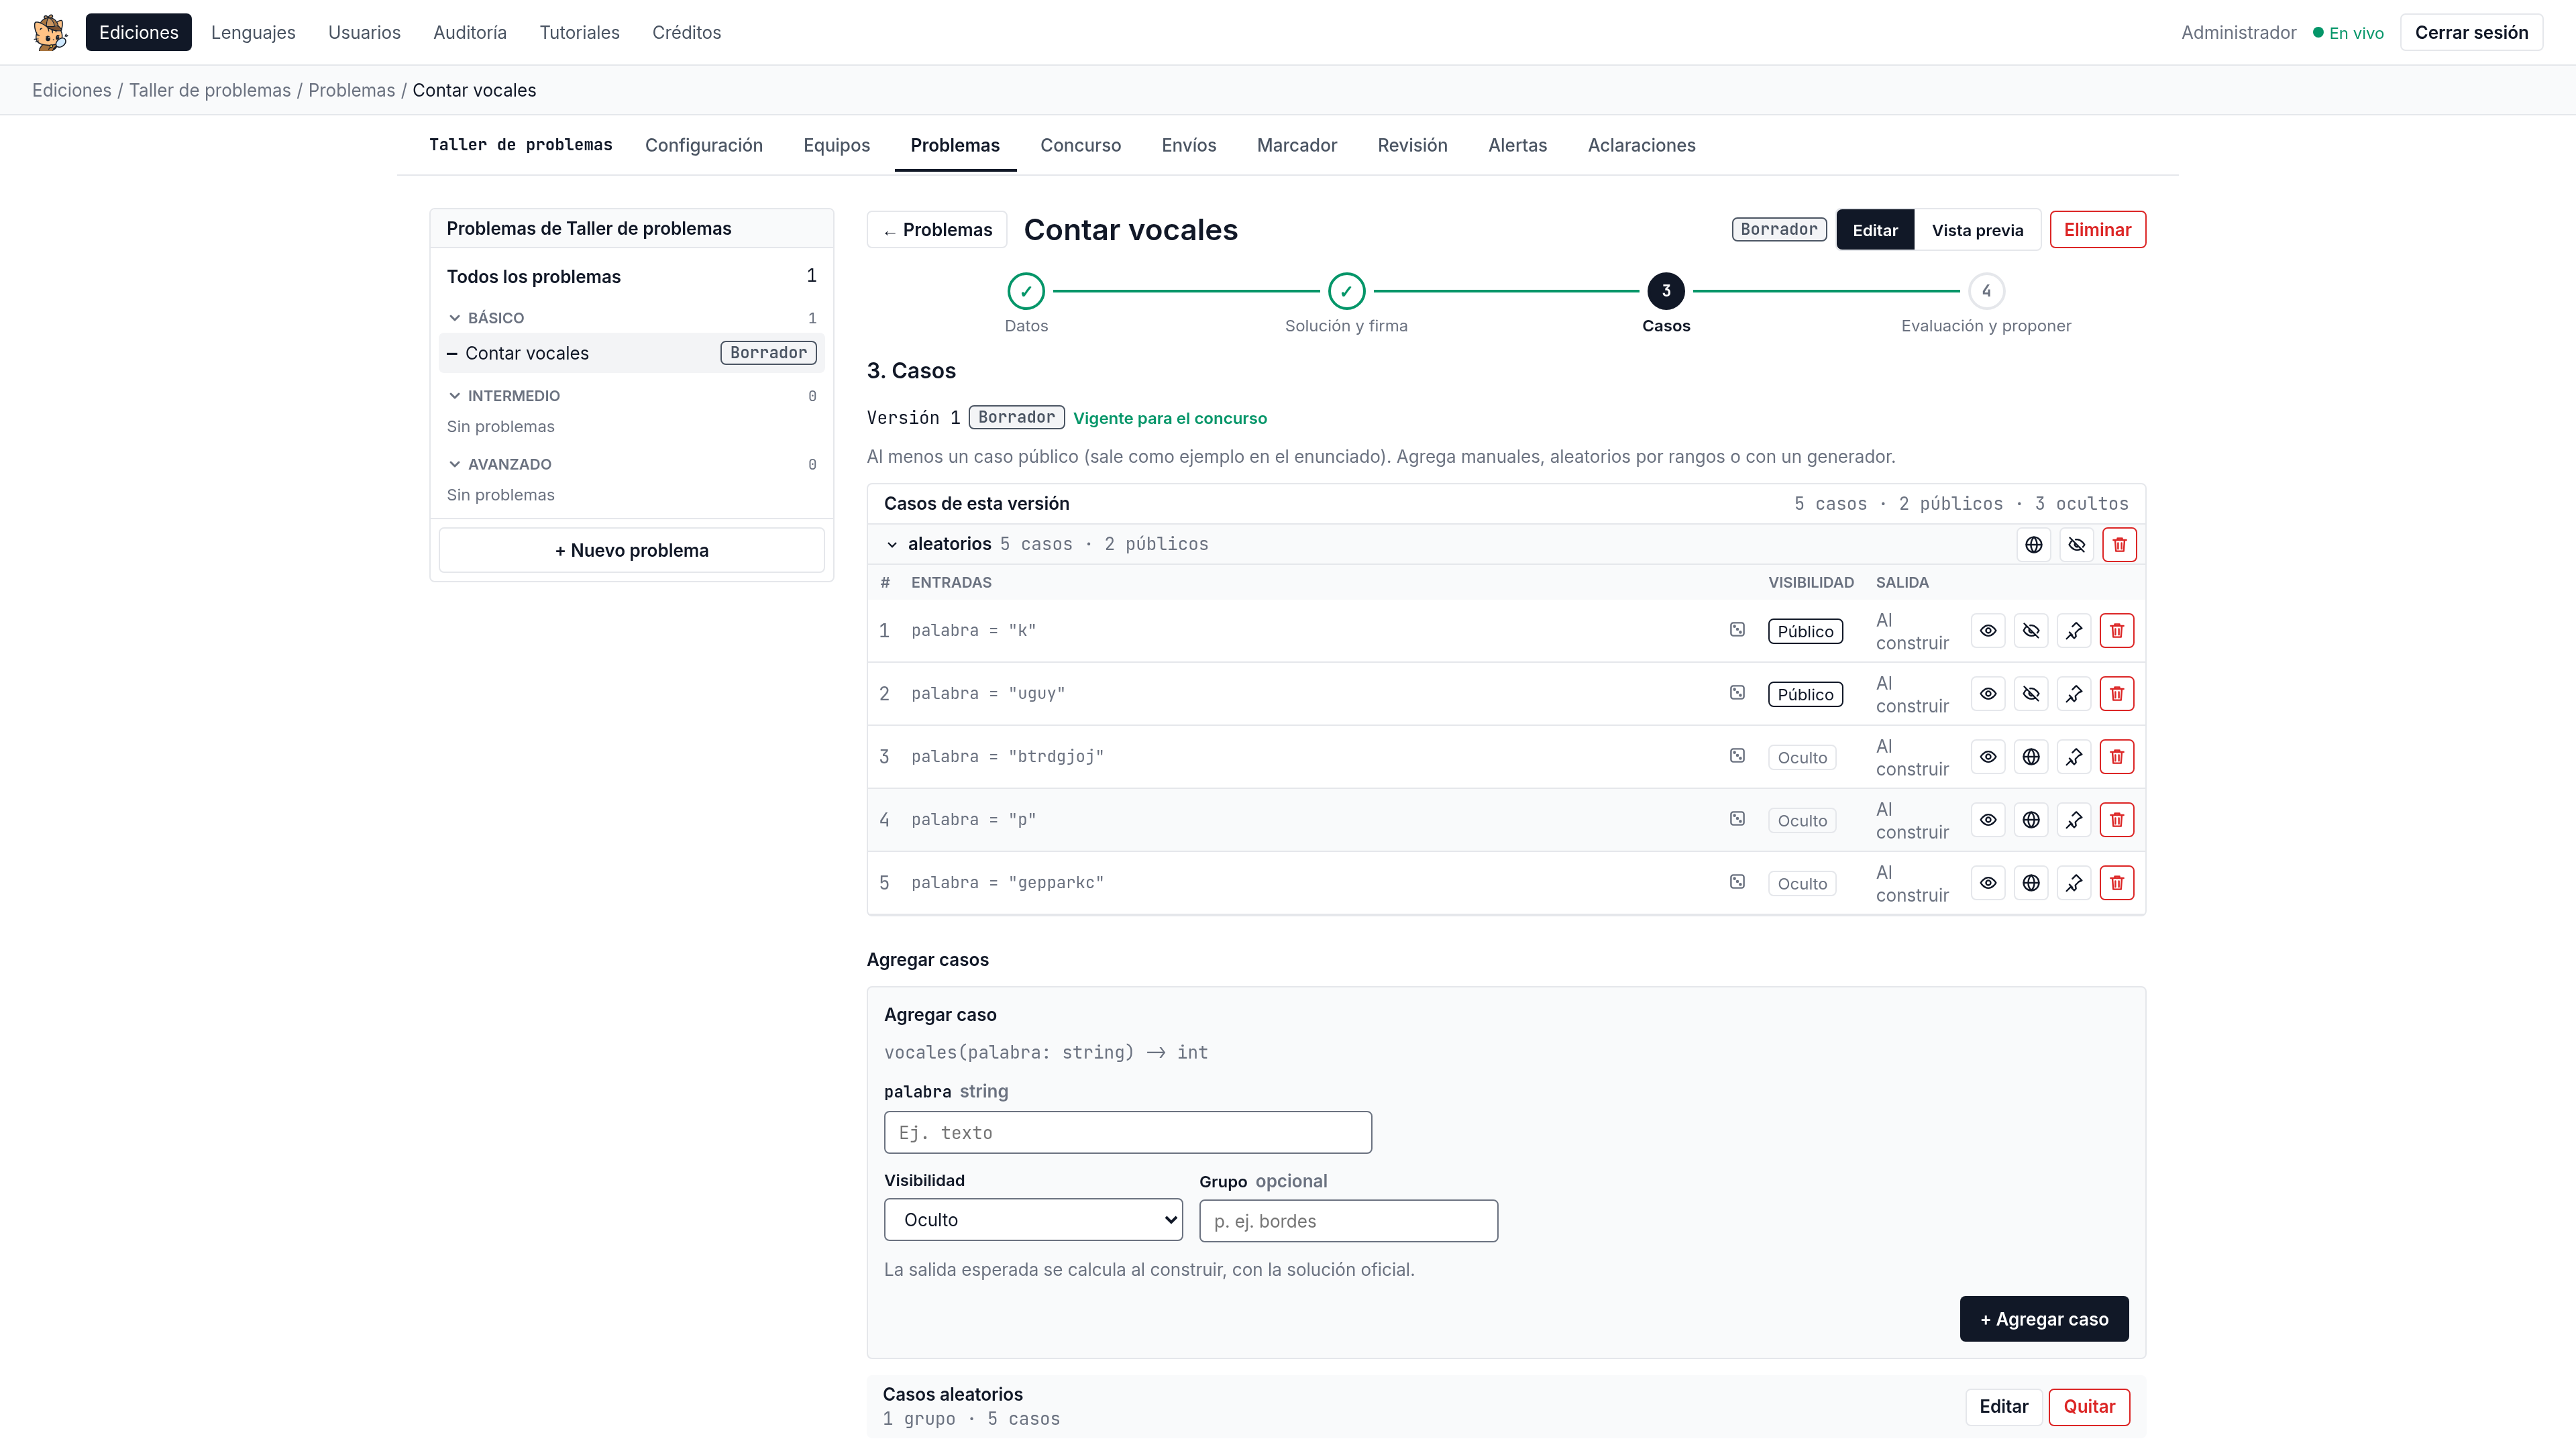 Ediciones Lenguajes Usuarios Auditoría Tutoriales Créditos Administrador En vivo Cerrar sesión
Ediciones / Taller de problemas / Problemas / Contar vocales
Taller de problemas Configuración Equipos Problemas Concurso Envíos Marcador Revisión Alertas Aclaraciones
Problemas de Taller de problemas
Todos los problemas 1
BÁSICO 1
– Contar vocales Borrador
INTERMEDIO 0
Sin problemas
AVANZADO 0
Sin problemas
+ Nuevo problema
← Problemas Contar vocales Borrador Editar Vista previa Eliminar
✓ ✓ 3 4
Datos Solución y firma Casos Evaluación y proponer
3. Casos
Versión 1 Borrador Vigente para el concurso
Al menos un caso público (sale como ejemplo en el enunciado). Agrega manuales, aleatorios por rangos o con un generador.
Casos de esta versión 5 casos · 2 públicos · 3 ocultos
aleatorios 5 casos · 2 públicos
# ENTRADAS VISIBILIDAD SALIDA
1 palabra = "k" Público Al construir
2 palabra = "uguy" Público Al construir
3 palabra = "btrdgjoj" Oculto Al construir
4 palabra = "p" Oculto Al construir
5 palabra = "gepparkc" Oculto Al construir
Agregar casos
Agregar caso
vocales(palabra: string) → int
palabra string
Ej. texto
Visibilidad Grupo opcional
Oculto p. ej. bordes
La salida esperada se calcula al construir, con la solución oficial.
+ Agregar caso
Casos aleatorios
1 grupo · 5 casos
Editar Quitar